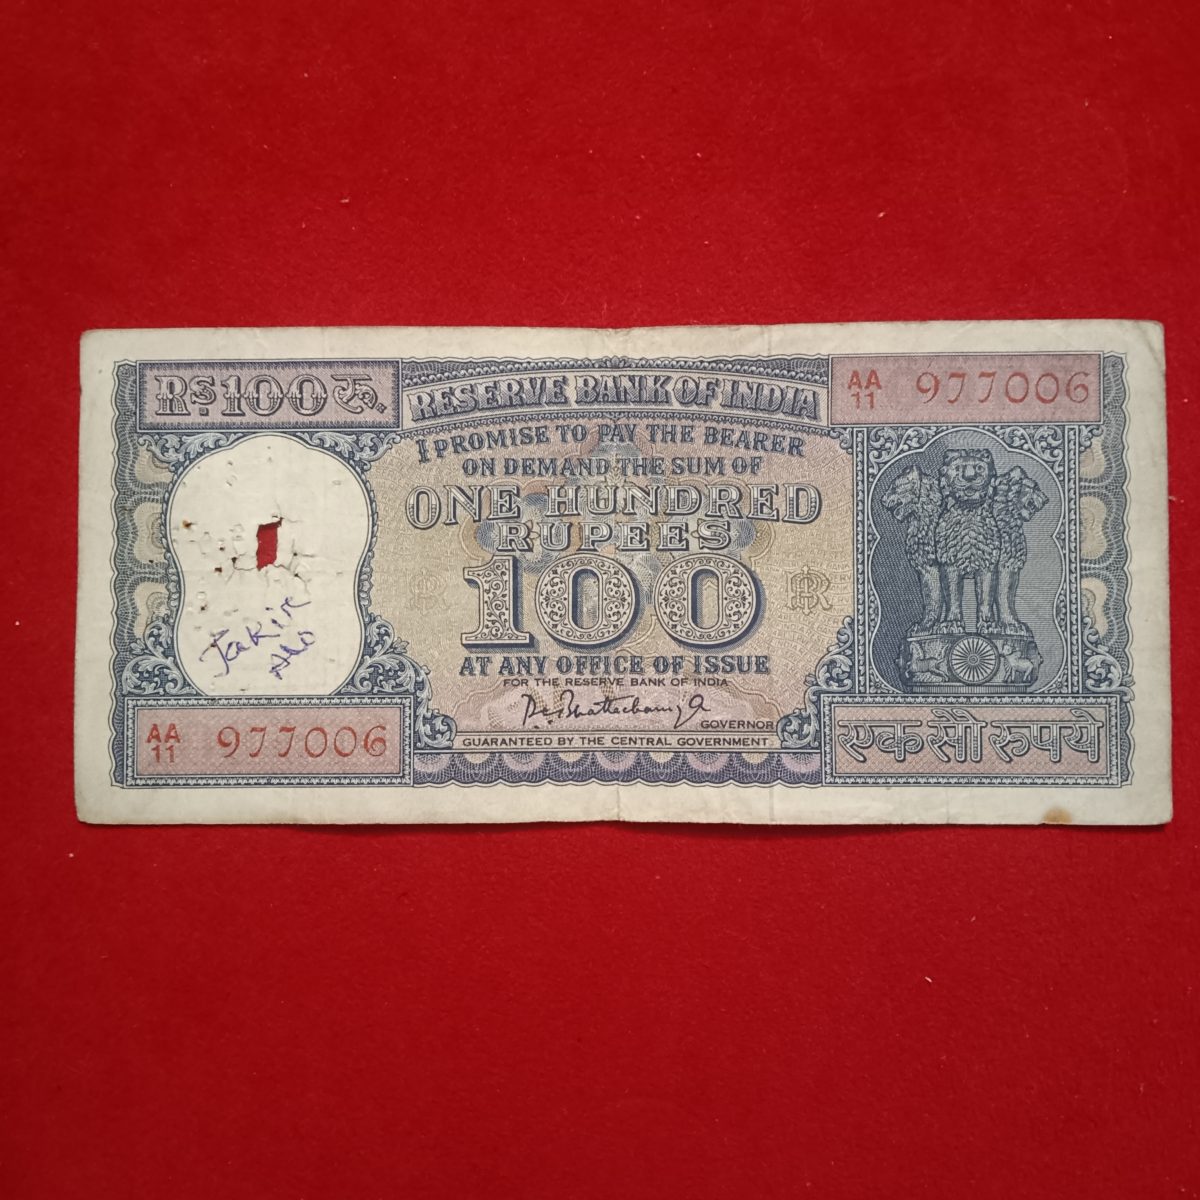 Rs. 100 रु.
RESERVE BANK OF INDIA
AA 11 977006
I PROMISE TO PAY THE BEARER
ON DEMAND THE SUM OF
ONE HUNDRED
RUPEES
100
AT ANY OFFICE OF ISSUE
FOR THE RESERVE BANK OF INDIA
GOVERNOR
GUARANTEED BY THE CENTRAL GOVERNMENT
AA 11 977006
एक सौ रुपये